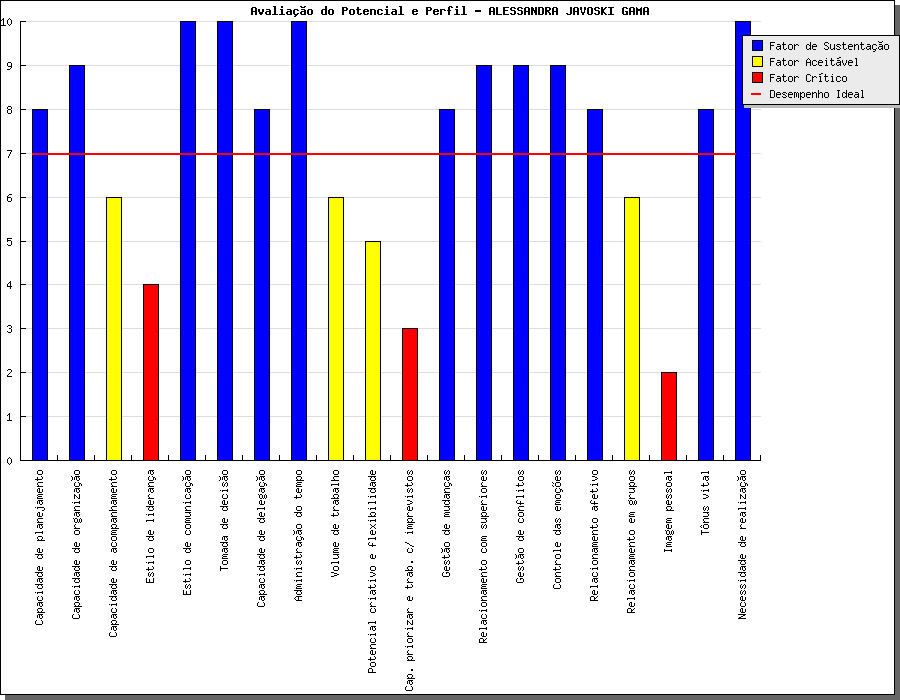 Avaliação do Potencial e Perfil - ALESSANDRA JAVOSKI GAMA
10
9
8
7
6
5
4
3
2
1
0
Fator de Sustentação
Fator Aceitável
Fator Crítico
Desempenho Ideal
Capacidade de planejamento
Capacidade de organização
Capacidade de acompanhamento
Estilo de liderança
Estilo de comunicação
Tomada de decisão
Capacidade de delegação
Administração do tempo
Volume de trabalho
Potencial criativo e flexibilidade
Cap. priorizar e trab. c/ imprevistos
Gestão de mudanças
Relacionamento com superiores
Gestão de conflitos
Controle das emoções
Relacionamento afetivo
Relacionamento em grupos
Imagem pessoal
Tônus vital
Necessidade de realização